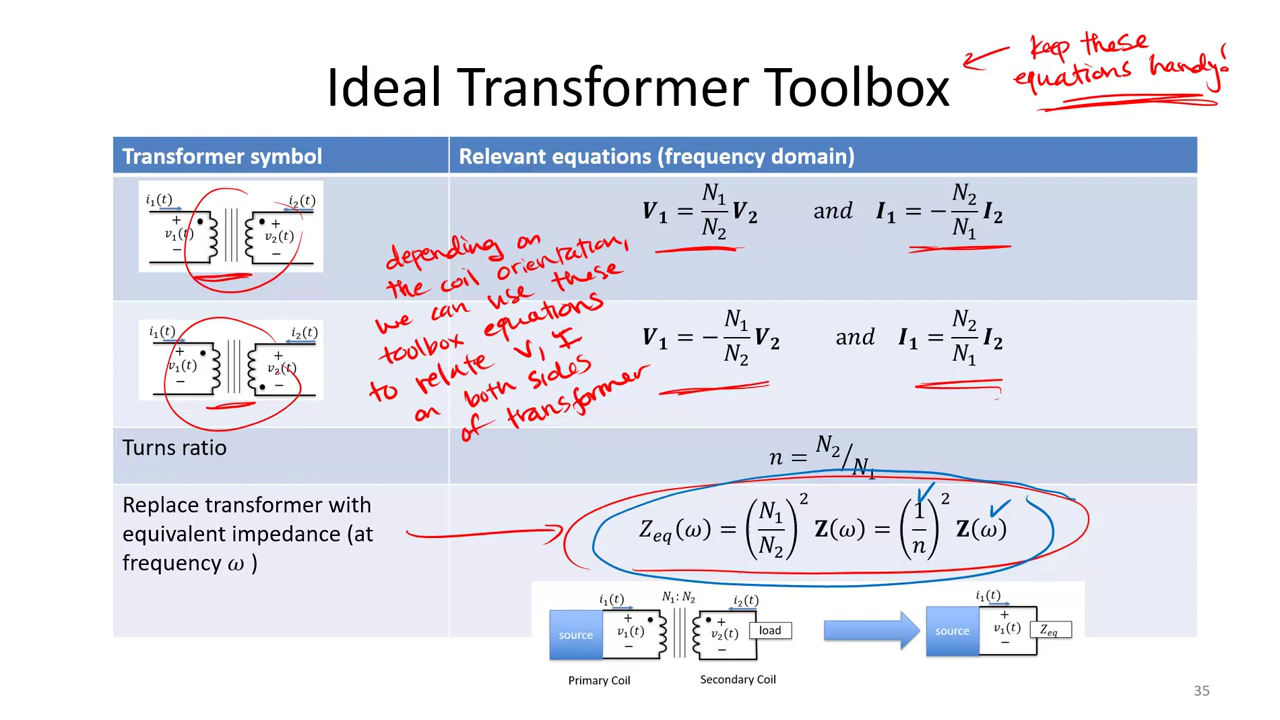 keep these
equations handy!
Ideal Transformer Toolbox
Transformer symbol
Relevant equations (frequency domain)
i₁(t)
i₂(t)
+
v₁(t)
−
+
v₂(t)
−
V₁ = N₁/N₂ V₂ and I₁ = − N₂/N₁ I₂
depending on
the coil orientation,
we can use these
toolbox equations
to relate V, I
on both sides
of transformer
i₁(t)
i₂(t)
+
v₁(t)
−
+
v₂(t)
−
V₁ = − N₁/N₂ V₂ and I₁ = N₂/N₁ I₂
Turns ratio
n = N₂/N₁
Replace transformer with
equivalent impedance (at
frequency ω )
Z_eq(ω) = (N₁/N₂)² Z(ω) = (1/n)² Z(ω)
i₁(t)
N₁: N₂
i₂(t)
source
+
v₁(t)
−
+
v₂(t)
−
load
Primary Coil
Secondary Coil
i₁(t)
source
+
v₁(t)
−
Z_eq
35